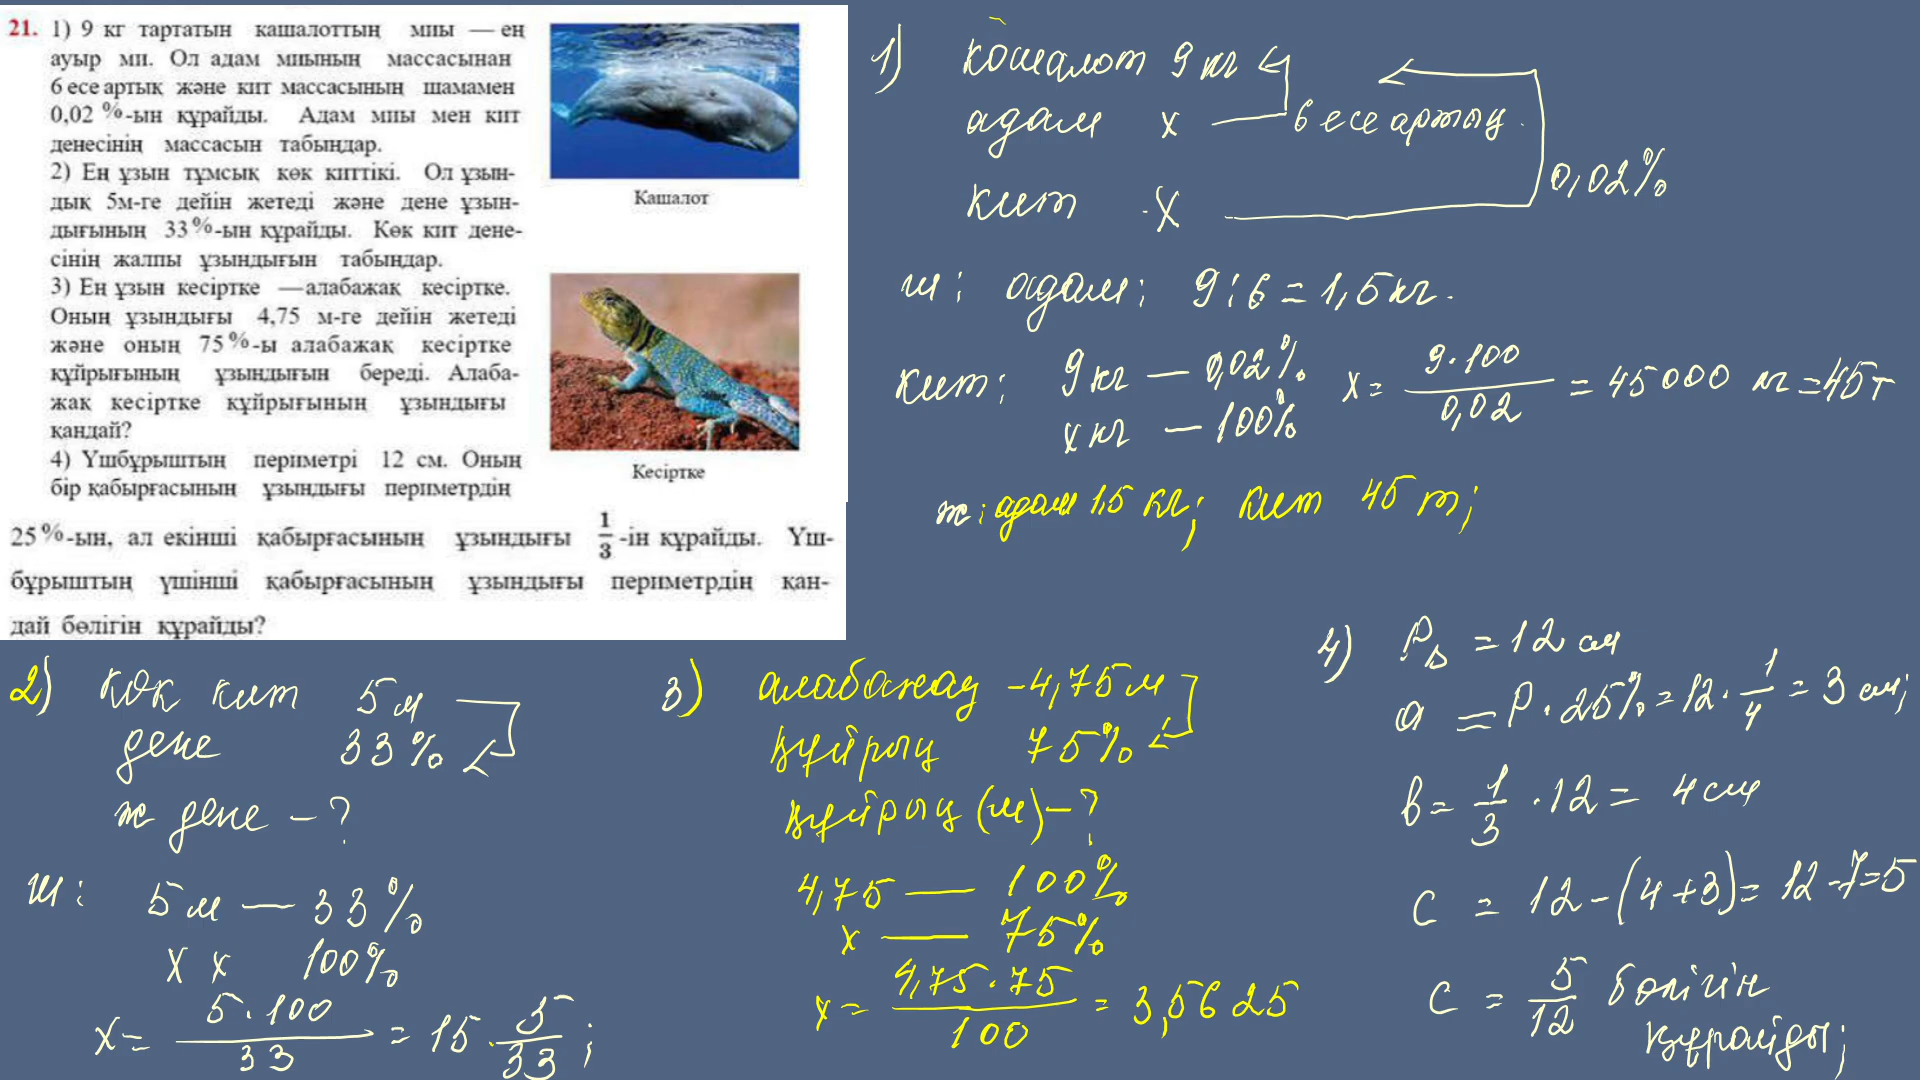 21. 1) 9 кг тартатын кашалоттың миы — ең
ауыр ми. Ол адам миының массасынан
6 есе артық және кит массасының шамамен
0,02 %-ын құрайды. Адам миы мен кит
денесінің массасын табыңдар.
2) Ең ұзын тұмсық көк киттікі. Ол ұзын-
дық 5м-ге дейін жетеді және дене ұзын-
дығының 33%-ын құрайды. Көк кит дене-
сінің жалпы ұзындығын табыңдар.
3) Ең ұзын кесіртке —алабажақ кесіртке.
Оның ұзындығы 4,75 м-ге дейін жетеді
және оның 75%-ы алабажақ кесіртке
құйрығының ұзындығын береді. Алаба-
жақ кесіртке құйрығының ұзындығы
қандай?
4) Үшбұрыштың периметрі 12 см. Оның
бір қабырғасының ұзындығы периметрдің
25%-ын, ал екінші қабырғасының ұзындығы 1/3-ін құрайды. Үш-
бұрыштың үшінші қабырғасының ұзындығы периметрдің қан-
дай бөлігін құрайды?
Кашалот
Кесіртке
1) кашалот 9 кг
адам x — 6 есе артық.
кит x
0,02%
ш: адам: 9:6=1,5кг.
кит: 9кг — 0,02%
xкг — 100%
x = 9·100/0,02 = 45000 кг =45т
ж: адам 1,5 кг; кит 45 т;
2) көк кит 5м
дене 33%
ж дене -?
ш: 5м — 33%
x x 100%
x= 5·100/33 = 15·5/33;
3) алабажақ -4,75м
құйрық 75%
құйрық (м)-?
4,75 — 100%
x — 75%
x= 4,75·75/100 = 3,5625
4) P△ =12 см
a = P·25%=12·1/4=3 см;
b= 1/3 ·12= 4см
c = 12-(4+3)=12-7=5
c = 5/12 бөлігін
құрайды;